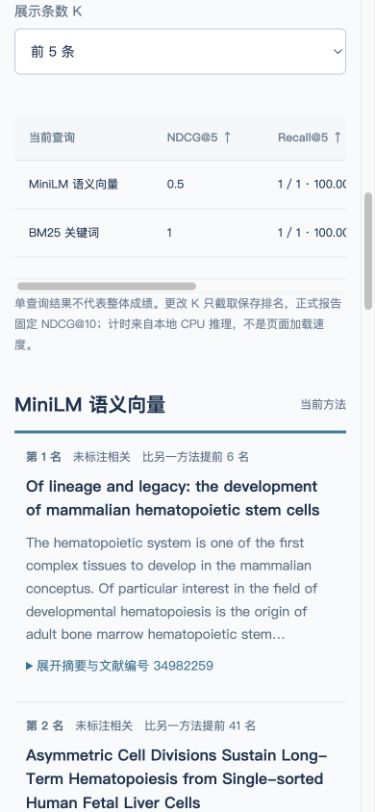 展示条数 K
前 5 条
当前查询 NDCG@5 ↑ Recall@5 ↑
MiniLM 语义向量 0.5 1 / 1 · 100.00
BM25 关键词 1 1 / 1 · 100.00
单查询结果不代表整体成绩。更改 K 只截取保存排名，正式报告
固定 NDCG@10；计时来自本地 CPU 推理，不是页面加载速
度。
MiniLM 语义向量 当前方法
第 1 名 未标注相关 比另一方法提前 6 名
Of lineage and legacy: the development
of mammalian hematopoietic stem cells
The hematopoietic system is one of the first
complex tissues to develop in the mammalian
conceptus. Of particular interest in the field of
developmental hematopoiesis is the origin of
adult bone marrow hematopoietic stem…
▶ 展开摘要与文献编号 34982259
第 2 名 未标注相关 比另一方法提前 41 名
Asymmetric Cell Divisions Sustain Long-
Term Hematopoiesis from Single-sorted
Human Fetal Liver Cells